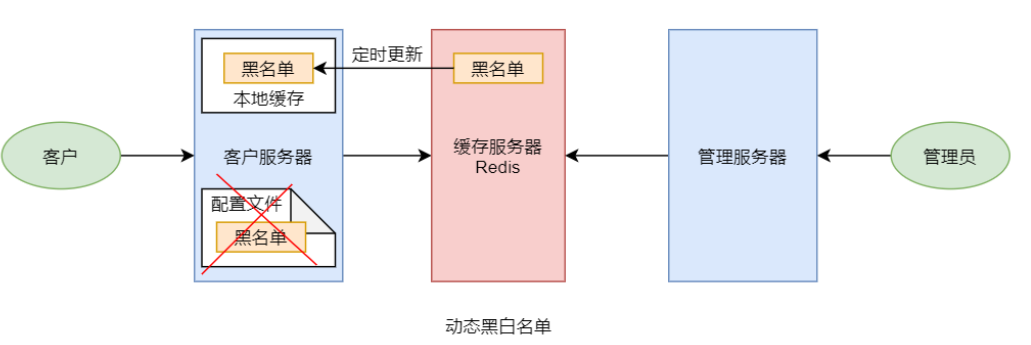 定时更新
黑名单
黑名单
本地缓存
客户
客户服务器
缓存服务器
Redis
管理服务器
管理员
配置文件
黑名单
动态黑白名单